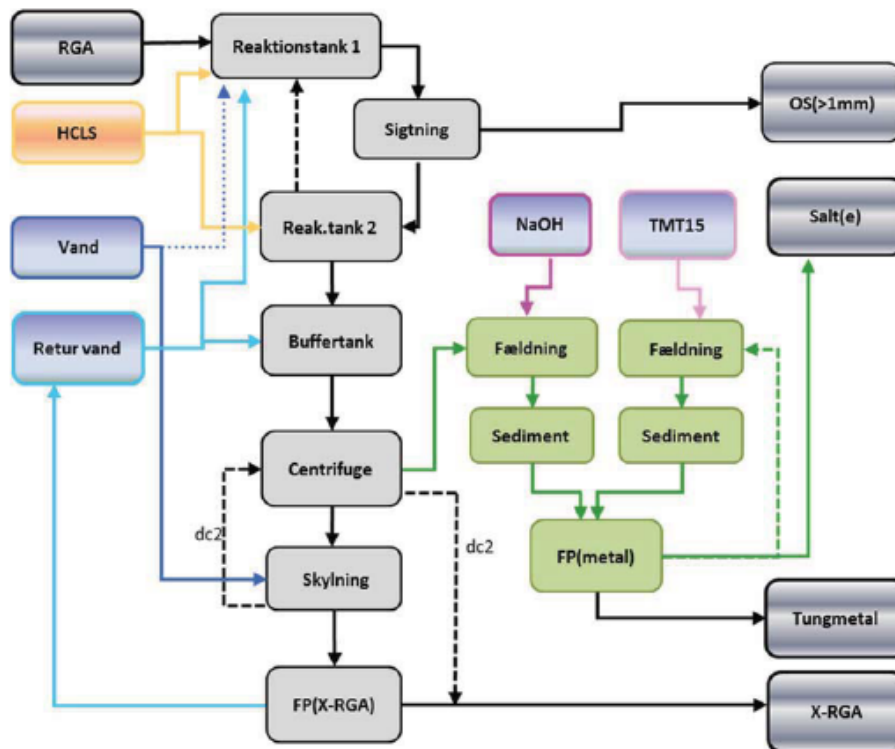 RGA
Reaktionstank 1
HCLS
Sigtning
OS(>1mm)
Vand
Reak.tank 2
NaOH
TMT15
Salt(e)
Retur vand
Buffertank
Fældning
Fældning
Centrifuge
Sediment
Sediment
dc2
dc2
FP(metal)
Skylning
Tungmetal
FP(X-RGA)
X-RGA